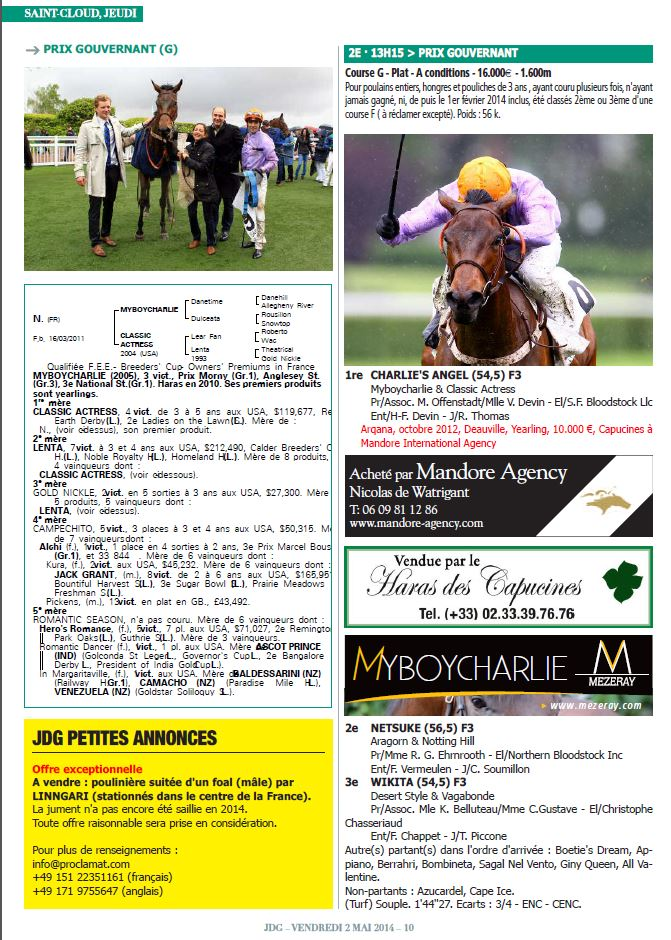 SAINT-CLOUD, JEUDI
→ PRIX GOUVERNANT (G)
N. (FR)
F,b, 16/03/2011
MYBOYCHARLIE
CLASSIC
ACTRESS
2004 (USA)
Danetime
Dulceata
Lear Fan
Lenta
1993
Danehill
Allegheny River
Rousillon
Snowtop
Roberto
Wac
Theatrical
Gold Nickle
Qualifiée F.E.E.- Breeders' Cup- Owners' Premiums in France
MYBOYCHARLIE (2005), 3 vict., Prix Morny (Gr.1), Anglesey St.
(Gr.3), 3e National St.(Gr.1). Haras en 2010. Ses premiers produits
sont yearlings.
1re mère
CLASSIC ACTRESS, 4 vict. de 3 à 5 ans aux USA, $119,677, Re
Earth Derby(L.), 2e Ladies on the Lawn(L.). Mère de :
N., (voir edessus), son premier produit.
2e mère
LENTA, 7vict. à 3 et 4 ans aux USA, $212,490, Calder Breeders' C
H.(L.), Noble Royalty H(L.), Homeland H(L.). Mère de 8 produits,
4 vainqueurs dont :
CLASSIC ACTRESS, (voir edessous).
3e mère
GOLD NICKLE, 2vict. en 5 sorties à 3 ans aux USA, $27,300. Mère
5 produits, 5 vainqueurs dont :
LENTA, (voir dessous).
4e mère
CAMPECHITO, 5vict., 3 places à 3 et 4 ans aux USA, $50,315. M
de 7 vainqueursdont :
Alchi (f.), 1vict., 1 place en 4 sorties à 2 ans, 3e Prix Marcel Bous
(Gr.1), et 33 844 . Mère de 6 vainqueurs dont :
Kura, (f.), 2vict. aux USA, $45,232. Mère de 6 vainqueurs dont :
JACK GRANT, (m.), 8vict. de 2 à 6 ans aux USA, $165,951
Bountiful Harvest S(L.), 3e Sugar Bowl (L.), Prairie Meadows
Freshman S(L.).
Pickens, (m.), 13vict. en plat en GB., £43,492.
5e mère
ROMANTIC SEASON, n'a pas couru. Mère de 6 vainqueurs dont :
Hero's Romance, (f.), 6vict., 7 pl. aux USA, $71,027, 2e Remingto
Park Oaks(L.), Guthrie S(L.). Mère de 3 vainqueurs.
Romantic Dancer (f.), 1vict., 1 pl. aux USA. Mère de ASCOT PRINCE
(IND) (Golconda St Leger(L., Governor's CupL., 2e Bangalore
Derby L., President of India GoldCupL.).
In Margaritaville, (f.), 1vict. aux USA. Mère de BALDESSARINI (NZ)
(Railway H(Gr.1), CAMACHO (NZ) (Paradise Mile H(L.),
VENEZUELA (NZ) (Goldstar Soliloquy S(L.).
JDG PETITES ANNONCES
Offre exceptionnelle
A vendre : poulinière suitée d'un foal (mâle) par
LINNGARI (stationnés dans le centre de la France).
La jument n'a pas encore été saillie en 2014.
Toute offre raisonnable sera prise en considération.
Pour plus de renseignements :
info@proclamat.com
+49 151 22351161 (français)
+49 171 9755647 (anglais)
2E · 13H15 > PRIX GOUVERNANT
Course G - Plat - A conditions - 16.000€ - 1.600m
Pour poulains entiers, hongres et pouliches de 3 ans , ayant couru plusieurs fois, n'ayant
jamais gagné, ni, de puis le 1er février 2014 inclus, été classés 2ème ou 3ème d'une
course F ( à réclamer excepté). Poids : 56 k.
1re CHARLIE'S ANGEL (54,5) F3
Myboycharlie & Classic Actress
Pr/Assoc. M. Offenstadt/Mlle V. Devin - El/S.F. Bloodstock Llc
Ent/H-F. Devin - J/R. Thomas
Arqana, octobre 2012, Deauville, Yearling, 10.000 €, Capucines à
Mandore International Agency
Acheté par Mandore Agency
Nicolas de Watrigant
T: 06 09 81 12 86
www.mandore-agency.com
Vendue par le
Haras des Capucines
Tel. (+33) 02.33.39.76.76
MYBOYCHARLIE
M
MEZERAY
www.mezeray.com
2e NETSUKE (56,5) F3
Aragorn & Notting Hill
Pr/Mme R. G. Ehrnrooth - El/Northern Bloodstock Inc
Ent/F. Vermeulen - J/C. Soumillon
3e WIKITA (54,5) F3
Desert Style & Vagabonde
Pr/Assoc. Mle K. Belluteau/Mme C.Gustave - El/Christophe
Chasseriaud
Ent/F. Chappet - J/T. Piccone
Autre(s) partant(s) dans l'ordre d'arrivée : Boetie's Dream, Ap-
piano, Berrahri, Bombineta, Sagal Nel Vento, Giny Queen, All Va-
lentine.
Non-partants : Azucardel, Cape Ice.
(Turf) Souple. 1'44''27. Ecarts : 3/4 - ENC - CENC.
JDG – VENDREDI 2 MAI 2014 – 10